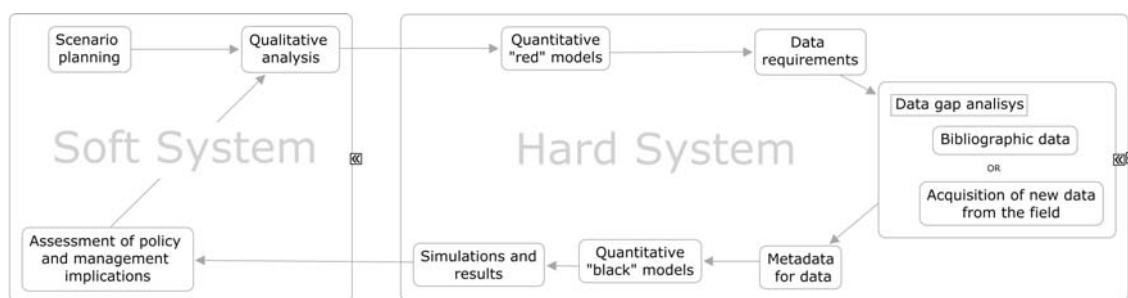 Scenario
planning
Qualitative
analysis
Quantitative
"red" models
Data
requirements
Data gap analisys
Bibliographic data
OR
Acquisition of new data
from the field
Soft System
Hard System
Assessment of policy
and management
implications
Simulations and
results
Quantitative
"black" models
Metadata
for data